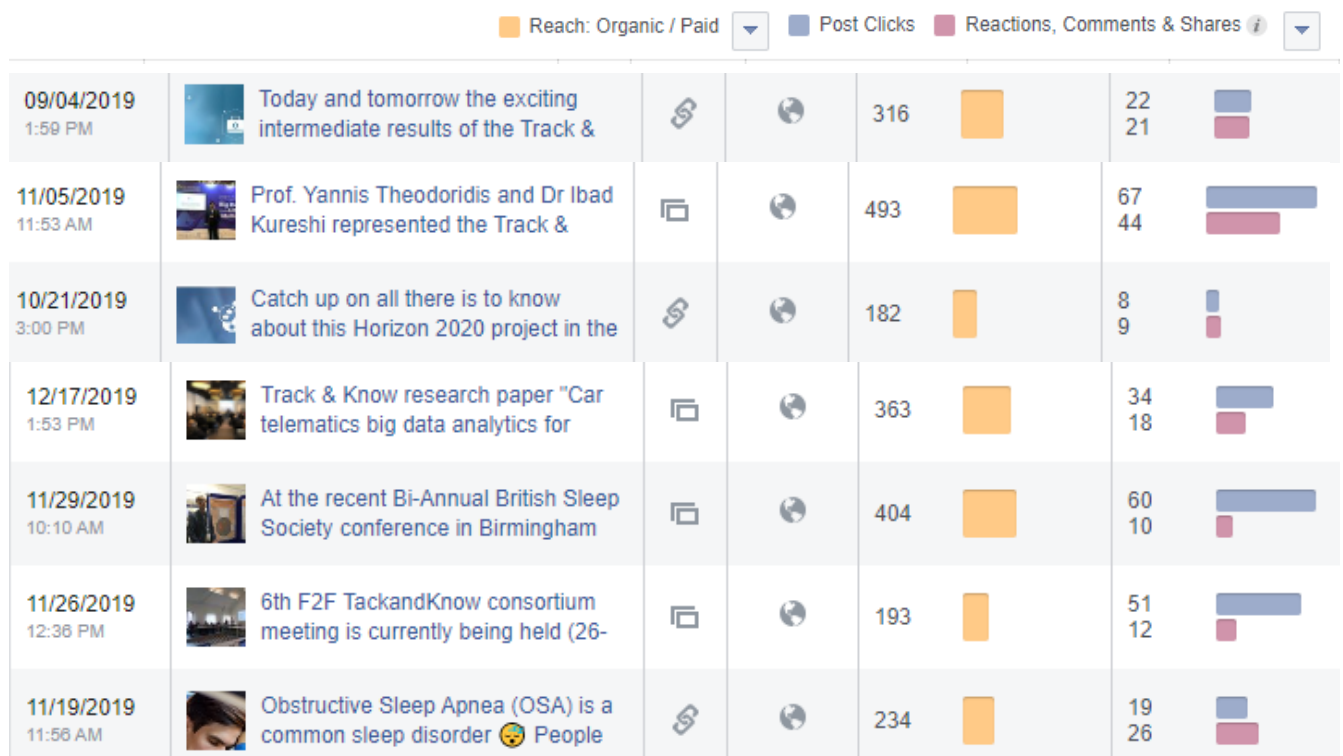 Reach: Organic / Paid Post Clicks Reactions, Comments & Shares i
09/04/2019
1:59 PM
Today and tomorrow the exciting
intermediate results of the Track &
316
22
21
11/05/2019
11:53 AM
Prof. Yannis Theodoridis and Dr Ibad
Kureshi represented the Track &
493
67
44
10/21/2019
3:00 PM
Catch up on all there is to know
about this Horizon 2020 project in the
182
8
9
12/17/2019
1:53 PM
Track & Know research paper "Car
telematics big data analytics for
363
34
18
11/29/2019
10:10 AM
At the recent Bi-Annual British Sleep
Society conference in Birmingham
404
60
10
11/26/2019
12:36 PM
6th F2F TackandKnow consortium
meeting is currently being held (26-
193
51
12
11/19/2019
11:56 AM
Obstructive Sleep Apnea (OSA) is a
common sleep disorder 😴 People
234
19
26